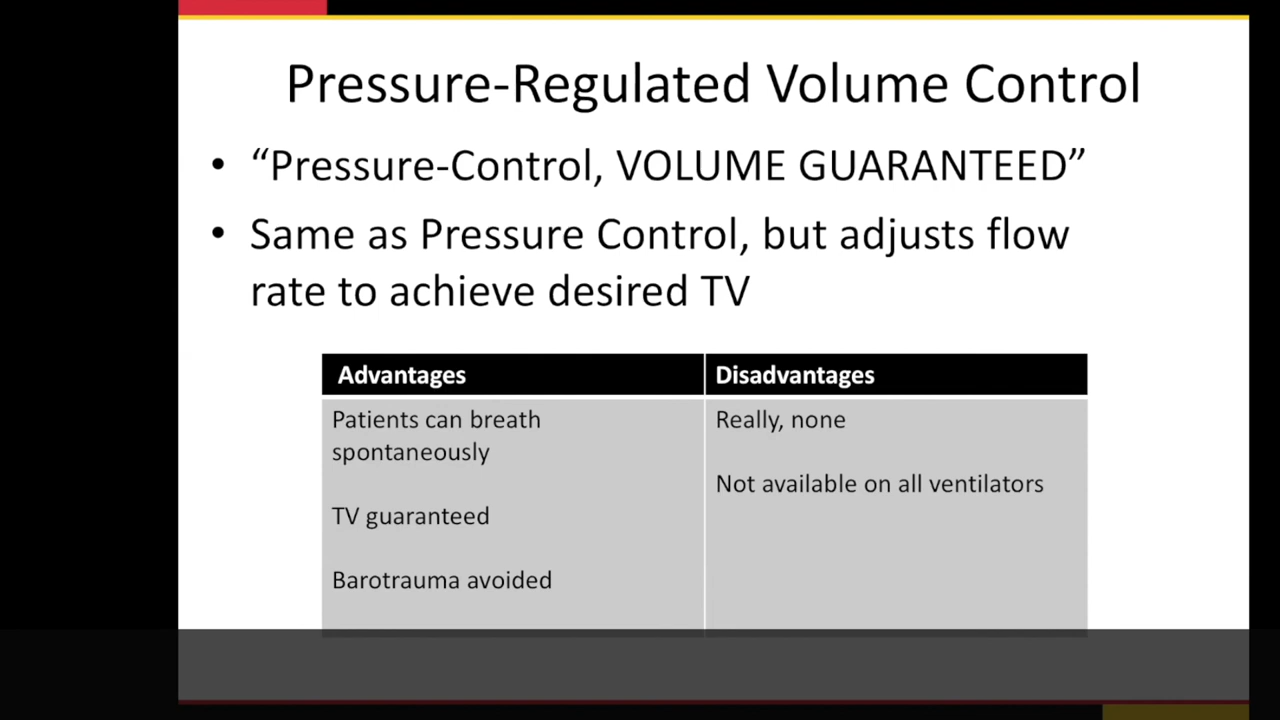 Pressure-Regulated Volume Control
• “Pressure-Control, VOLUME GUARANTEED”
• Same as Pressure Control, but adjusts flow
rate to achieve desired TV
Advantages
Disadvantages
Patients can breath
spontaneously
TV guaranteed
Barotrauma avoided
Really, none
Not available on all ventilators